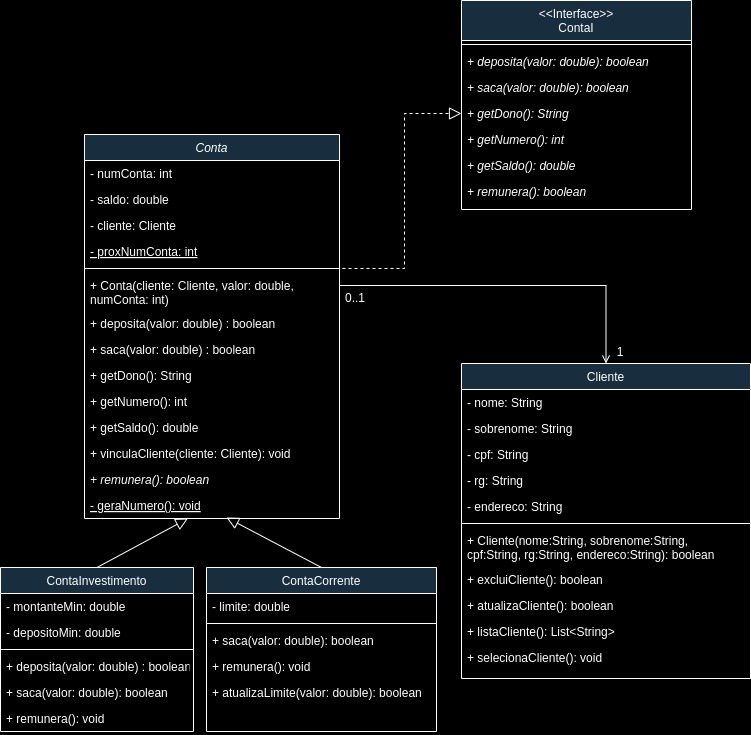 <<Interface>>
ContaI
+ deposita(valor: double): boolean
+ saca(valor: double): boolean
+ getDono(): String
+ getNumero(): int
+ getSaldo(): double
+ remunera(): boolean
Conta
- numConta: int
- saldo: double
- cliente: Cliente
- proxNumConta: int
+ Conta(cliente: Cliente, valor: double,
numConta: int)
+ deposita(valor: double) : boolean
+ saca(valor: double) : boolean
+ getDono(): String
+ getNumero(): int
+ getSaldo(): double
+ vinculaCliente(cliente: Cliente): void
+ remunera(): boolean
- geraNumero(): void
0..1
1
Cliente
- nome: String
- sobrenome: String
- cpf: String
- rg: String
- endereco: String
+ Cliente(nome:String, sobrenome:String,
cpf:String, rg:String, endereco:String): boolean
+ excluiCliente(): boolean
+ atualizaCliente(): boolean
+ listaCliente(): List<String>
+ selecionaCliente(): void
ContaInvestimento
- montanteMin: double
- depositoMin: double
+ deposita(valor: double) : boolean
+ saca(valor: double): boolean
+ remunera(): void
ContaCorrente
- limite: double
+ saca(valor: double): boolean
+ remunera(): void
+ atualizaLimite(valor: double): boolean